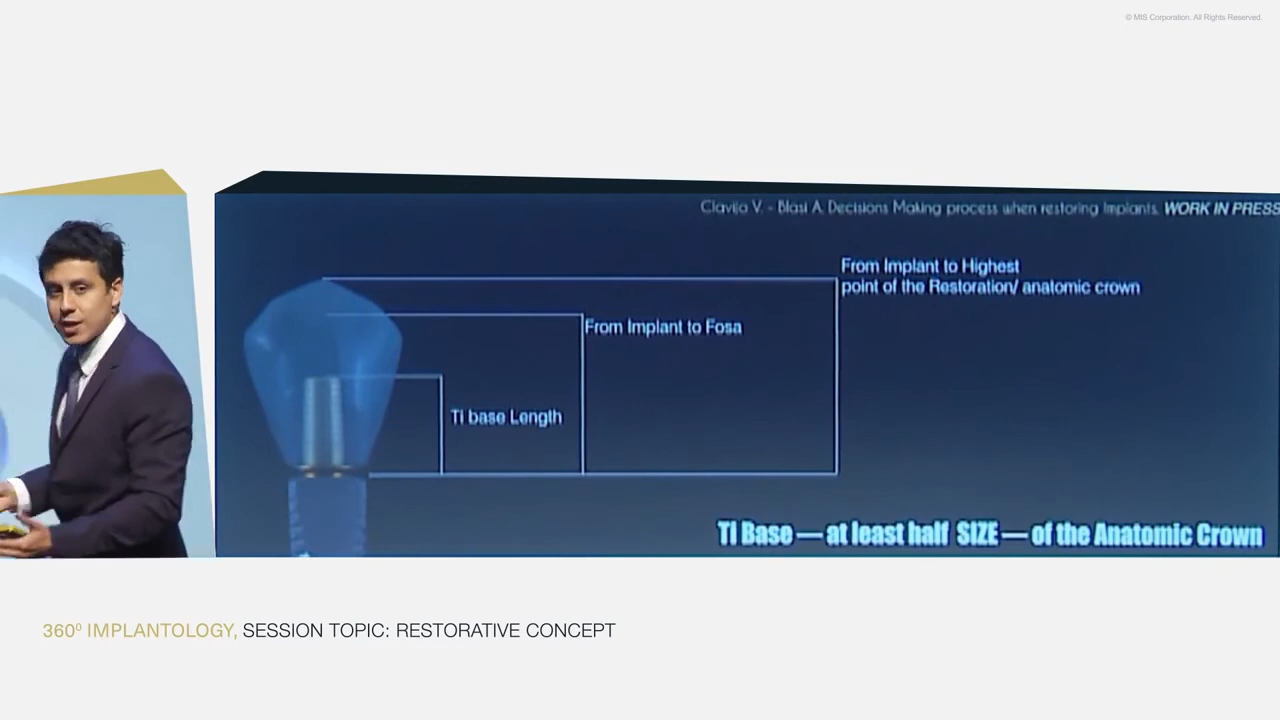 © MIS Corporation. All Rights Reserved.
Clavijo V. - Blasi A. Decisions Making process when restoring Implants. WORK IN PRESS
From Implant to Highest
point of the Restoration/ anatomic crown
From Implant to Fosa
TI base Length
TI Base — at least half SIZE — of the Anatomic Crown
360º IMPLANTOLOGY, SESSION TOPIC: RESTORATIVE CONCEPT